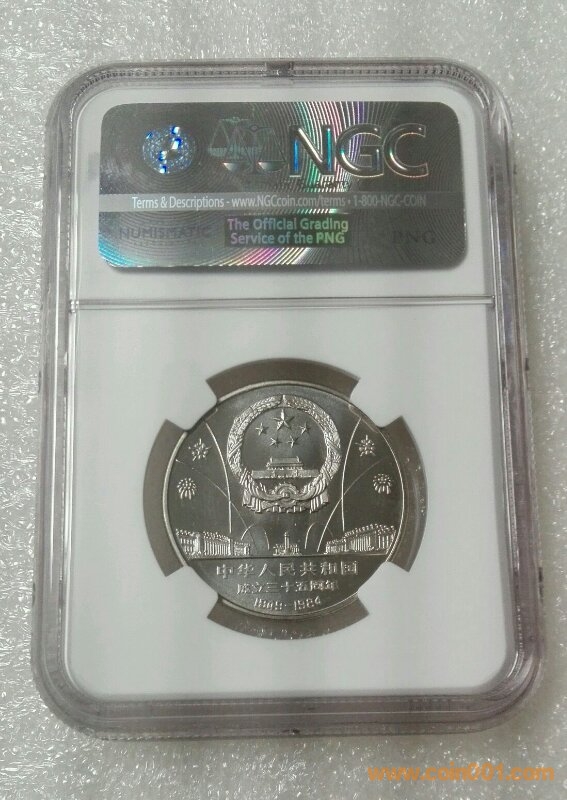 NGC
Terms & Descriptions - www.NGCcoin.com/terms • 1-800-NGC-COIN
The Official Grading
Service of the PNG
NUMISMATIC
PNG
中华人民共和国
成立三十五周年
1949-1984
www.coin001.com